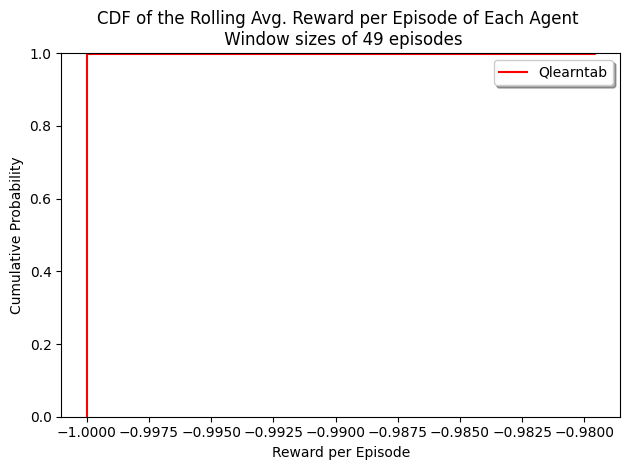 CDF of the Rolling Avg. Reward per Episode of Each Agent
Window sizes of 49 episodes
Qlearntab
Cumulative Probability
1.0
0.8
0.6
0.4
0.2
0.0
−1.0000 −0.9975 −0.9950 −0.9925 −0.9900 −0.9875 −0.9850 −0.9825 −0.9800
Reward per Episode